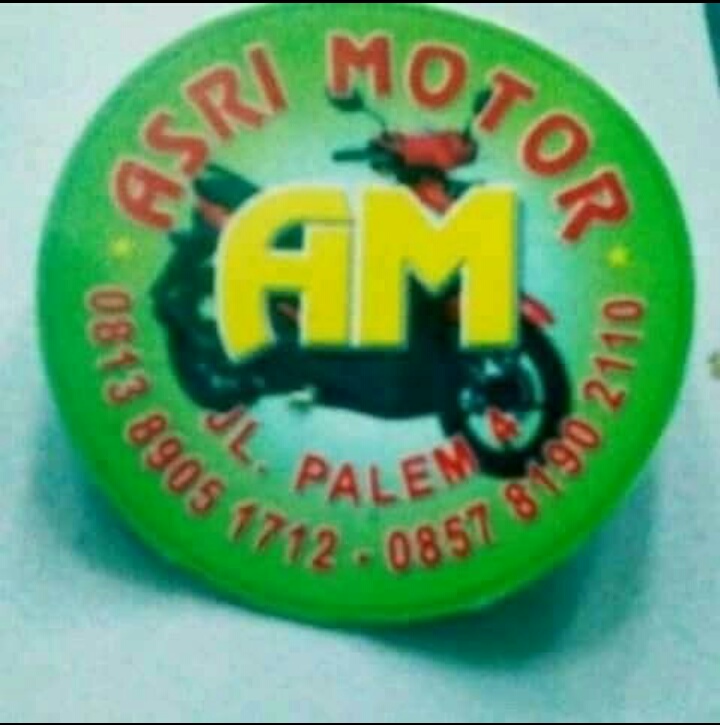 ASRI MOTOR
AM
JL. PALEM 4
0813 8905 1712 - 0857 8190 2110